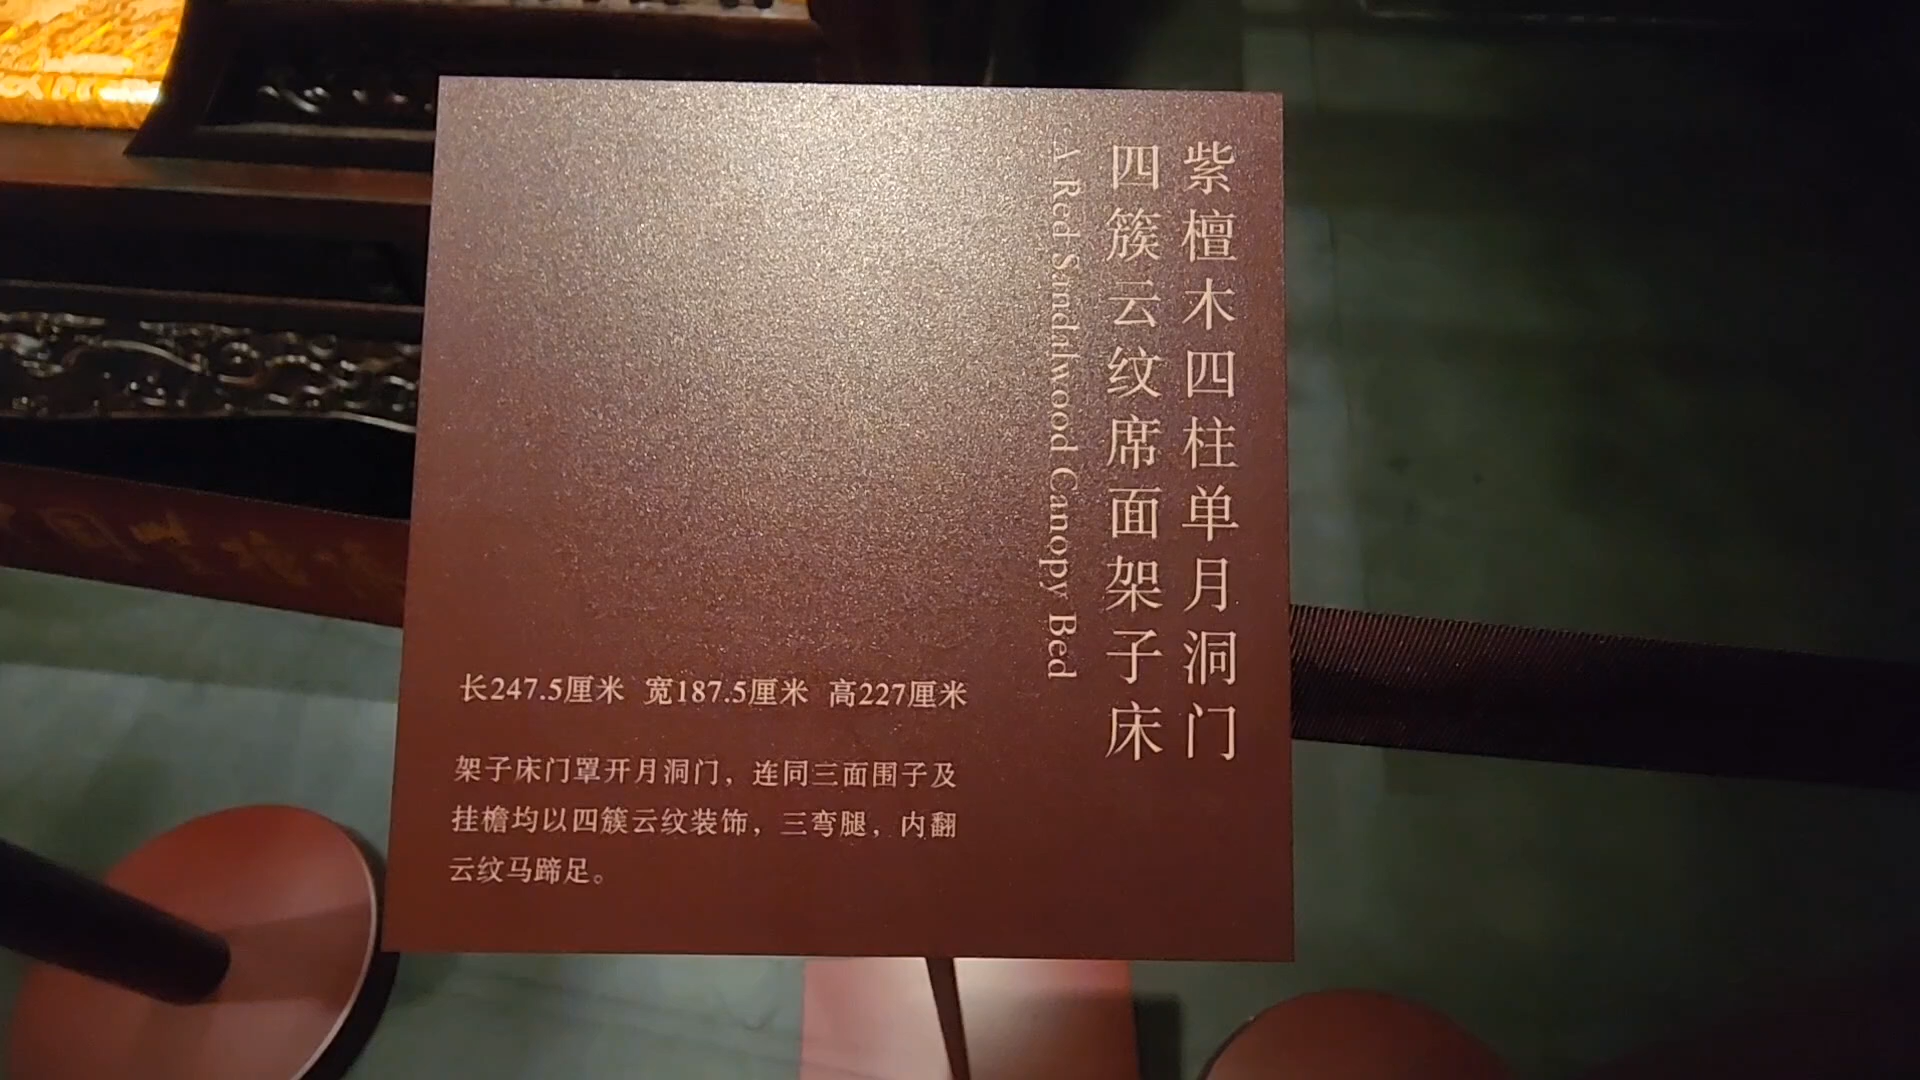 紫檀木四柱单月洞门
四簇云纹席面架子床
A Red Sandalwood Canopy Bed
长247.5厘米 宽187.5厘米 高227厘米
架子床门罩开月洞门，连同三面围子及
挂檐均以四簇云纹装饰，三弯腿，内翻
云纹马蹄足。